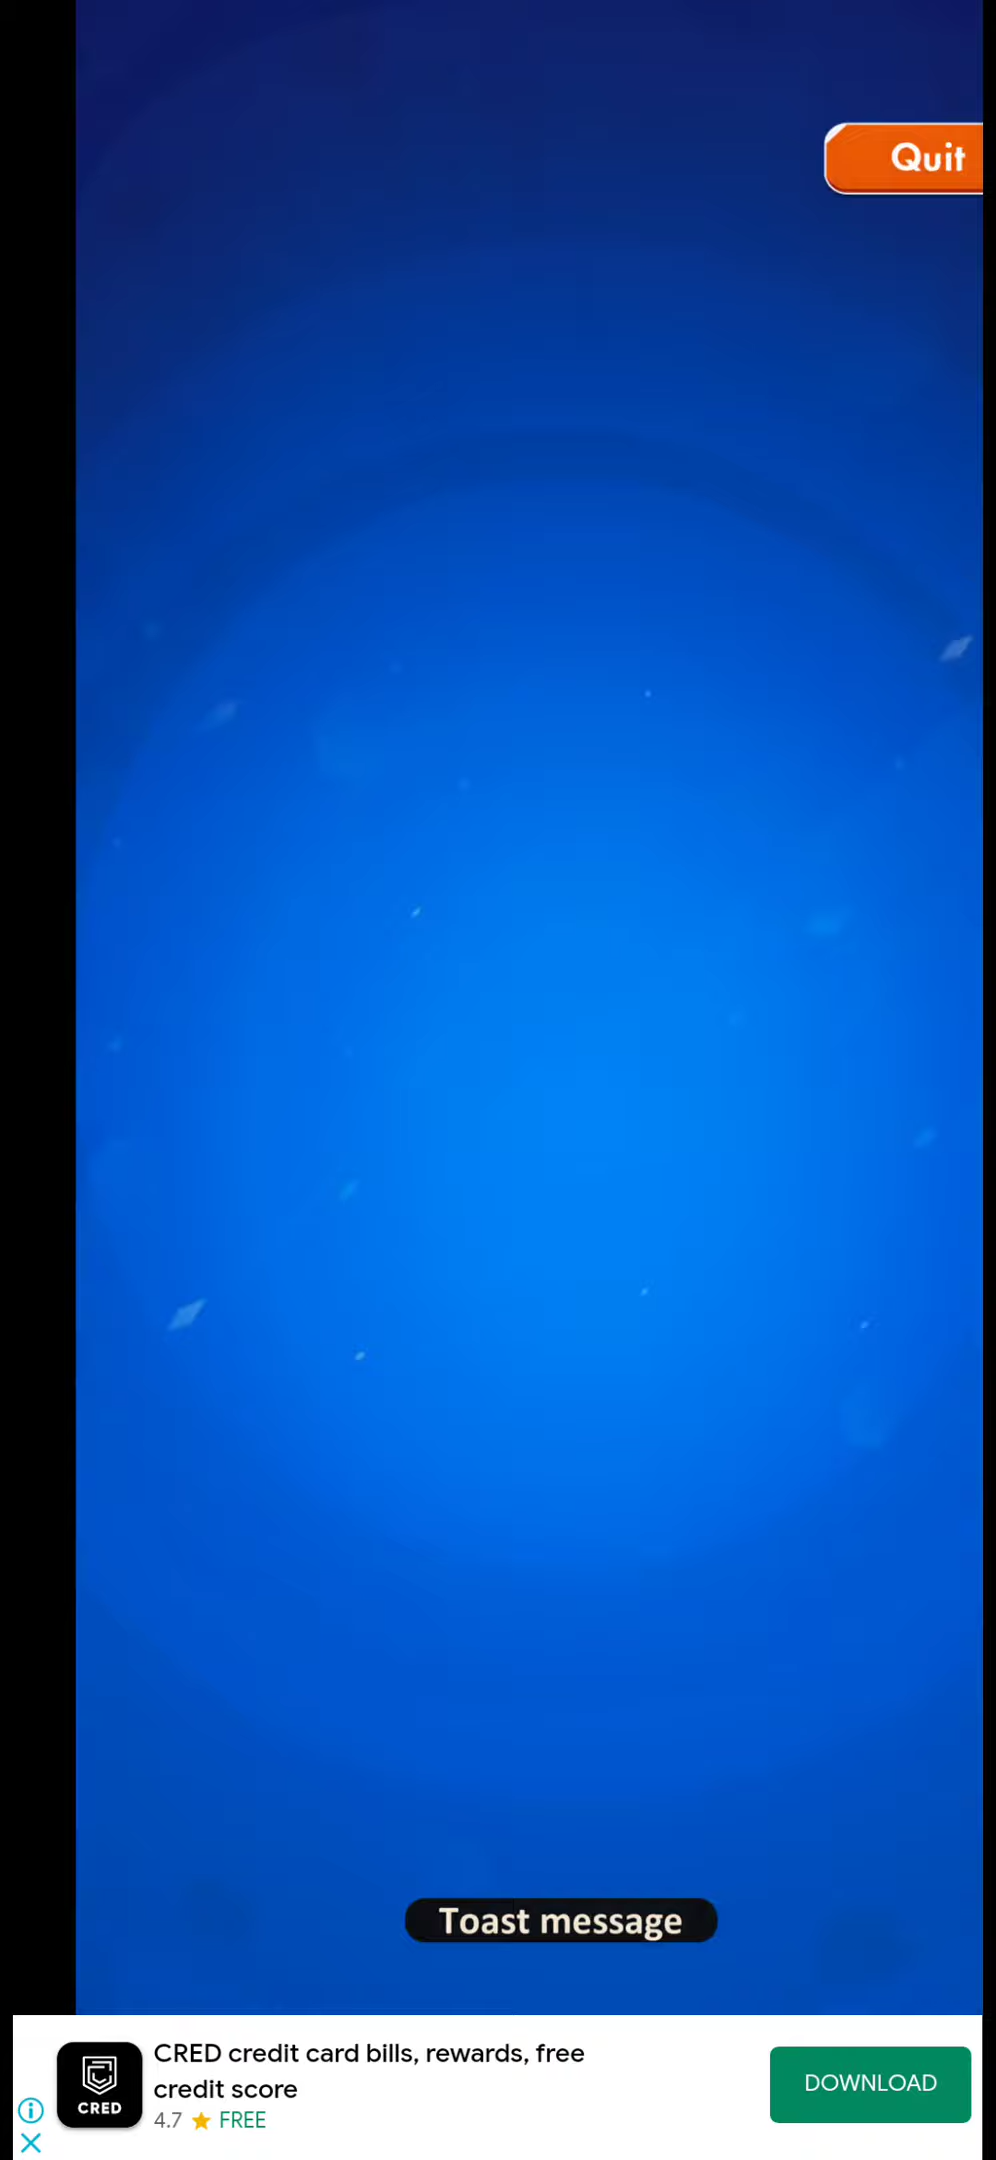 Quit
Toast message
CRED credit card bills, rewards, free
credit score
CRED
4.7 ★ FREE
DOWNLOAD